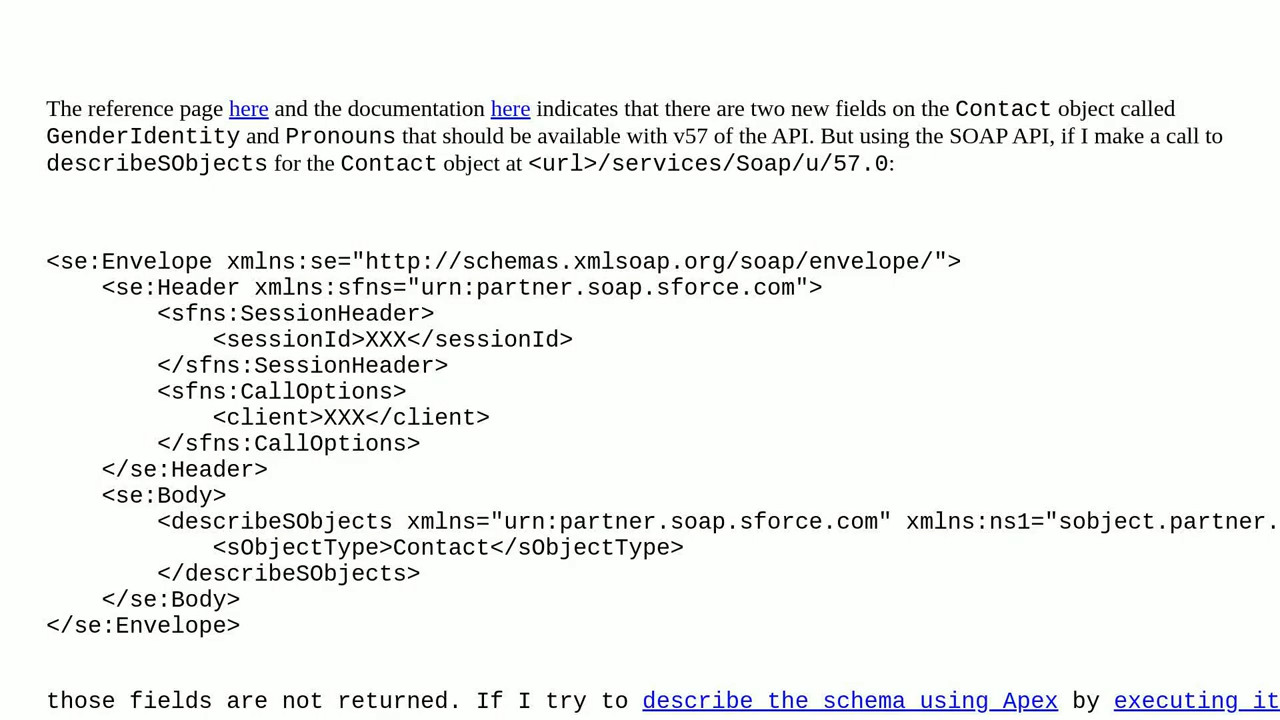 The reference page here and the documentation here indicates that there are two new fields on the Contact object called
GenderIdentity and Pronouns that should be available with v57 of the API. But using the SOAP API, if I make a call to
describeSObjects for the Contact object at <url>/services/Soap/u/57.0:
<se:Envelope xmlns:se="http://schemas.xmlsoap.org/soap/envelope/">
    <se:Header xmlns:sfns="urn:partner.soap.sforce.com">
        <sfns:SessionHeader>
            <sessionId>XXX</sessionId>
        </sfns:SessionHeader>
        <sfns:CallOptions>
            <client>XXX</client>
        </sfns:CallOptions>
    </se:Header>
    <se:Body>
        <describeSObjects xmlns="urn:partner.soap.sforce.com" xmlns:ns1="sobject.partner.
            <sObjectType>Contact</sObjectType>
        </describeSObjects>
    </se:Body>
</se:Envelope>
those fields are not returned. If I try to describe the schema using Apex by executing it